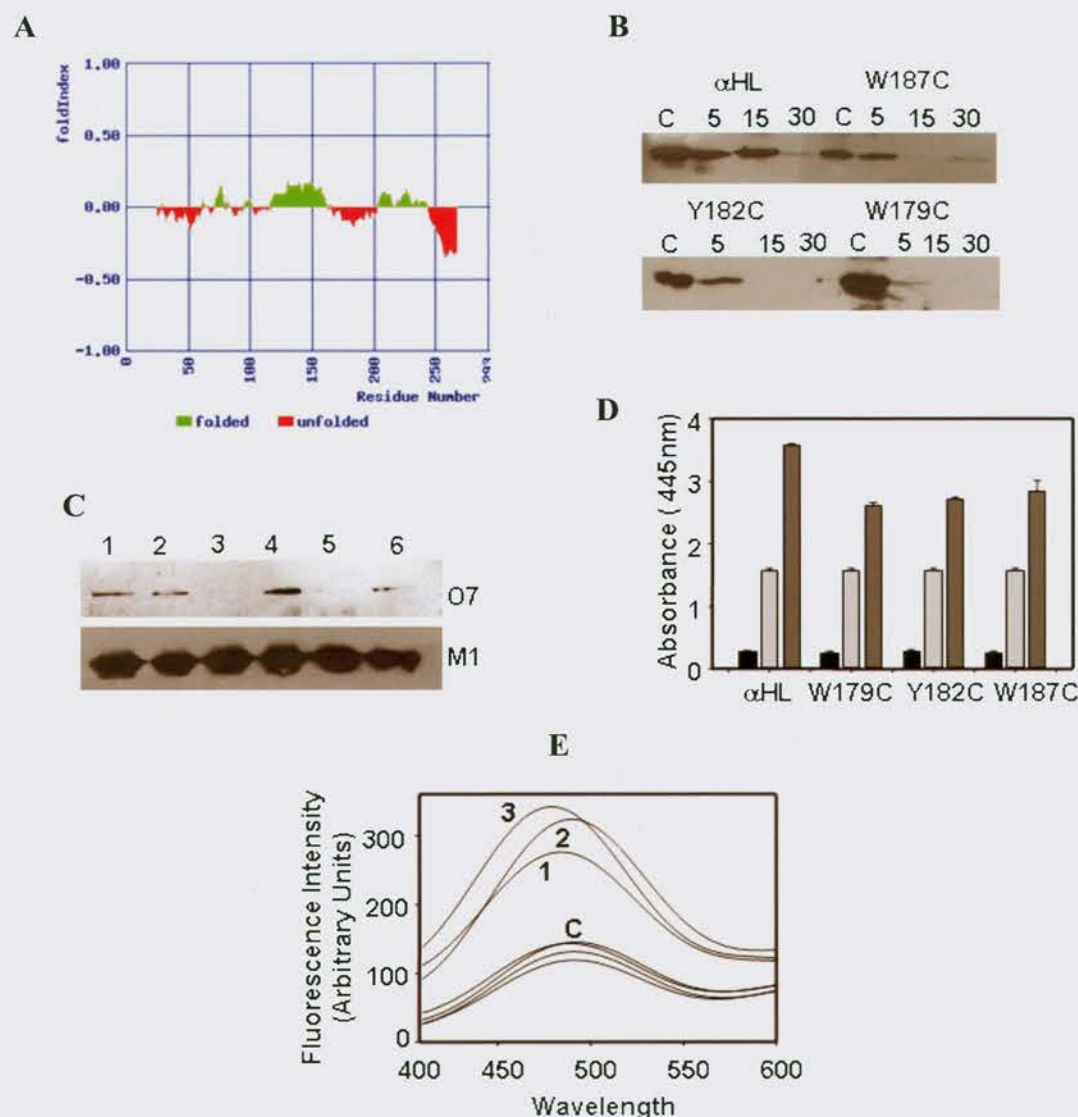 A
foldIndex
1.00
0.50
0.00
-0.50
-1.00
0
50
100
150
200
250
Residue Number
folded unfolded
B
αHL W187C
C 5 15 30 C 5 15 30
Y182C W179C
C 5 15 30 C 5 15 30
C
1 2 3 4 5 6
O7
M1
D
Absorbance ( 445nm)
4
3
2
1
0
αHL W179C Y182C W187C
E
Fluorescence Intensity
(Arbitrary Units)
300
200
100
0
3
2
1
C
400 450 500 550 600
Wavelength